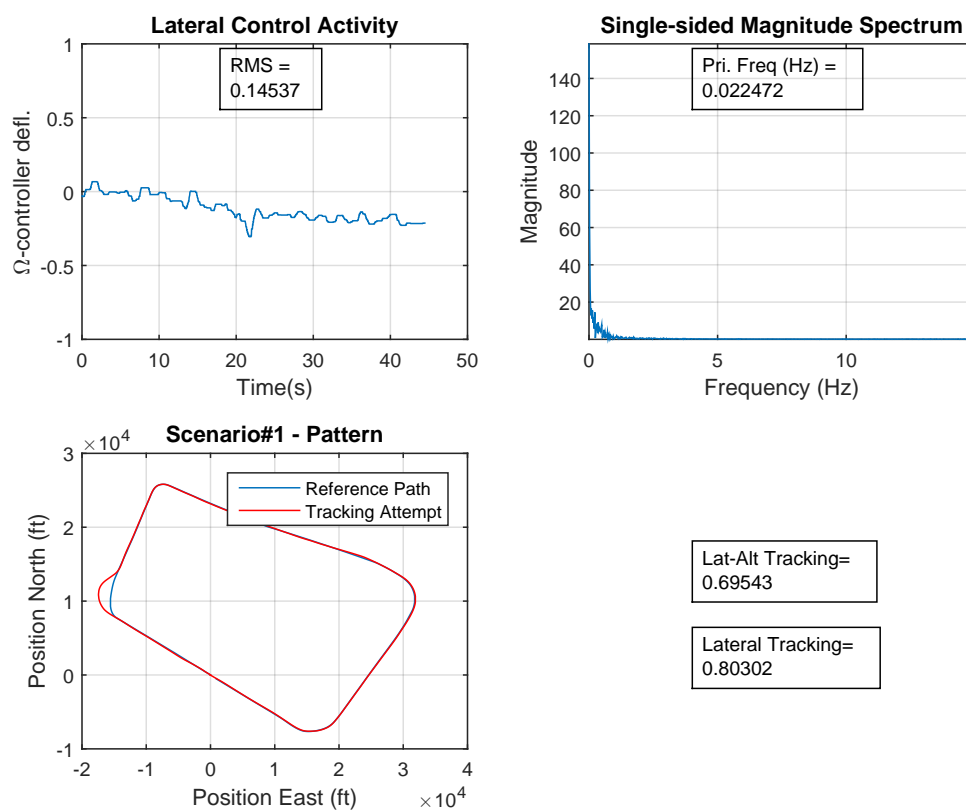 Lateral Control Activity
RMS =
0.14537
1
0.5
0
-0.5
-1
Ω-controller defl.
0
10
20
30
40
50
Time(s)
Single-sided Magnitude Spectrum
Pri. Freq (Hz) =
0.022472
140
120
100
80
60
40
20
Magnitude
0
5
10
Frequency (Hz)
Scenario#1 - Pattern
×10⁴
Reference Path
Tracking Attempt
3
2
1
0
-1
Position North (ft)
-2
-1
0
1
2
3
4
Position East (ft)
×10⁴
Lat-Alt Tracking=
0.69543
Lateral Tracking=
0.80302